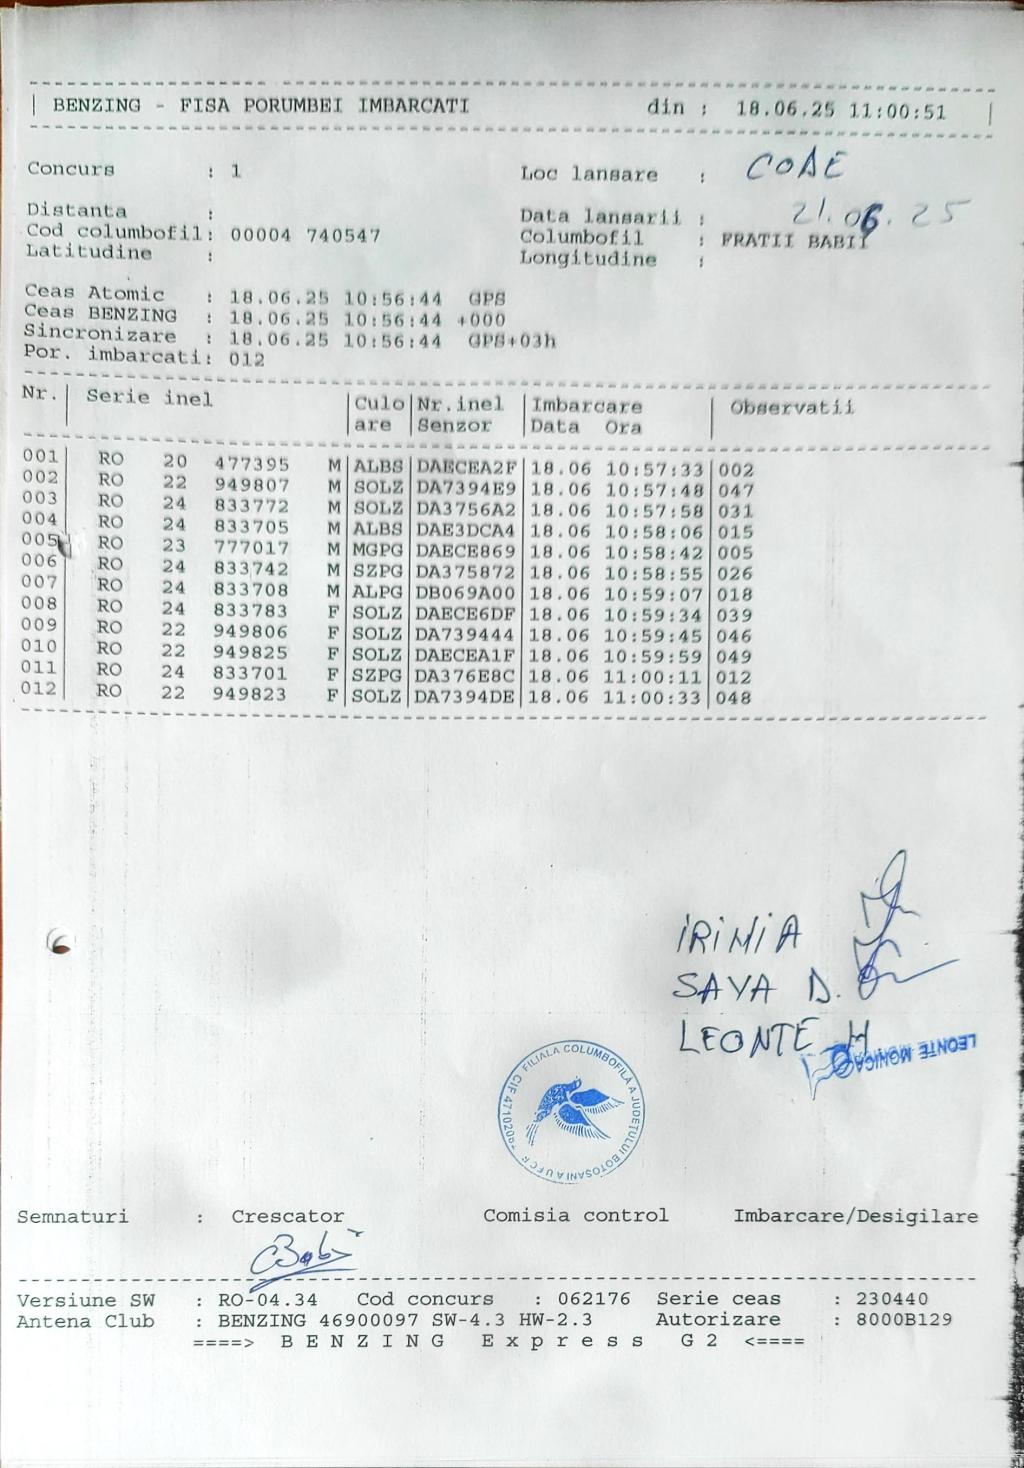 BENZING - FISA PORUMBEI IMBARCATI din : 18.06.25 11:00:51
Concurs : 1 Loc lansare : COAE
Distanta : Data lansarii : 21.06.25
Cod columbofil: 00004 740547 Columbofil : FRATII BABII
Latitudine : Longitudine :
Ceas Atomic : 18.06.25 10:56:44 GPS
Ceas BENZING : 18.06.25 10:56:44 +000
Sincronizare : 18.06.25 10:56:44 GPS+03h
Por. imbarcati: 012
Nr.| Serie inel |Culo|Nr.inel |Imbarcare | Observatii
|are |Senzor |Data Ora |
001| RO 20 477395 M|ALBS|DAECEA2F|18.06 10:57:33|002
002| RO 22 949807 M|SOLZ|DA7394E9|18.06 10:57:48|047
003| RO 24 833772 M|SOLZ|DA3756A2|18.06 10:57:58|031
004| RO 24 833705 M|ALBS|DAE3DCA4|18.06 10:58:06|015
005| RO 23 777017 M|MGPG|DAECE869|18.06 10:58:42|005
006| RO 24 833742 M|SZPG|DA375872|18.06 10:58:55|026
007| RO 24 833708 M|ALPG|DB069A00|18.06 10:59:07|018
008| RO 24 833783 F|SOLZ|DAECE6DF|18.06 10:59:34|039
009| RO 22 949806 F|SOLZ|DA739444|18.06 10:59:45|046
010| RO 22 949825 F|SOLZ|DAECEA1F|18.06 10:59:59|049
011| RO 24 833701 F|SZPG|DA376E8C|18.06 11:00:11|012
012| RO 22 949823 F|SOLZ|DA7394DE|18.06 11:00:33|048
IRIMIA
SAVA D.
LEONTE M
LEONTE MONICA
FILIALA COLUMBOFILĂ A JUDEŢULUI BOTOŞANI A U.F.C.R.
Semnaturi : Crescator Comisia control Imbarcare/Desigilare
Versiune SW : RO-04.34 Cod concurs : 062176 Serie ceas : 230440
Antena Club : BENZING 46900097 SW-4.3 HW-2.3 Autorizare : 8000B129
====> B E N Z I N G E x p r e s s G 2 <====